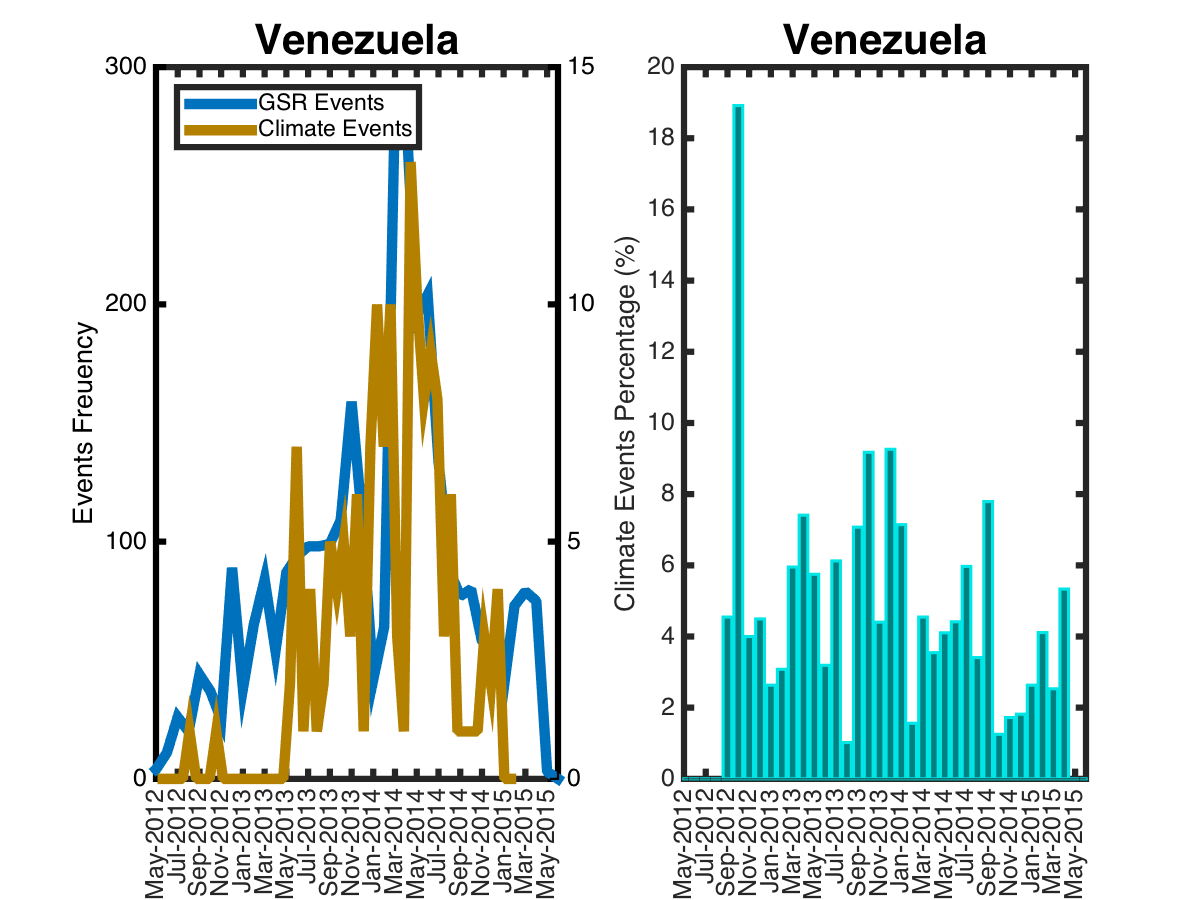 Venezuela
300
200
100
0
15
10
5
0
Events Freuency
GSR Events
Climate Events
May-2012
Jul-2012
Sep-2012
Nov-2012
Jan-2013
Mar-2013
May-2013
Jul-2013
Sep-2013
Nov-2013
Jan-2014
Mar-2014
May-2014
Jul-2014
Sep-2014
Nov-2014
Jan-2015
Mar-2015
May-2015
Venezuela
20
18
16
14
12
10
8
6
4
2
0
Climate Events Percentage (%)
May-2012
Jul-2012
Sep-2012
Nov-2012
Jan-2013
Mar-2013
May-2013
Jul-2013
Sep-2013
Nov-2013
Jan-2014
Mar-2014
May-2014
Jul-2014
Sep-2014
Nov-2014
Jan-2015
Mar-2015
May-2015